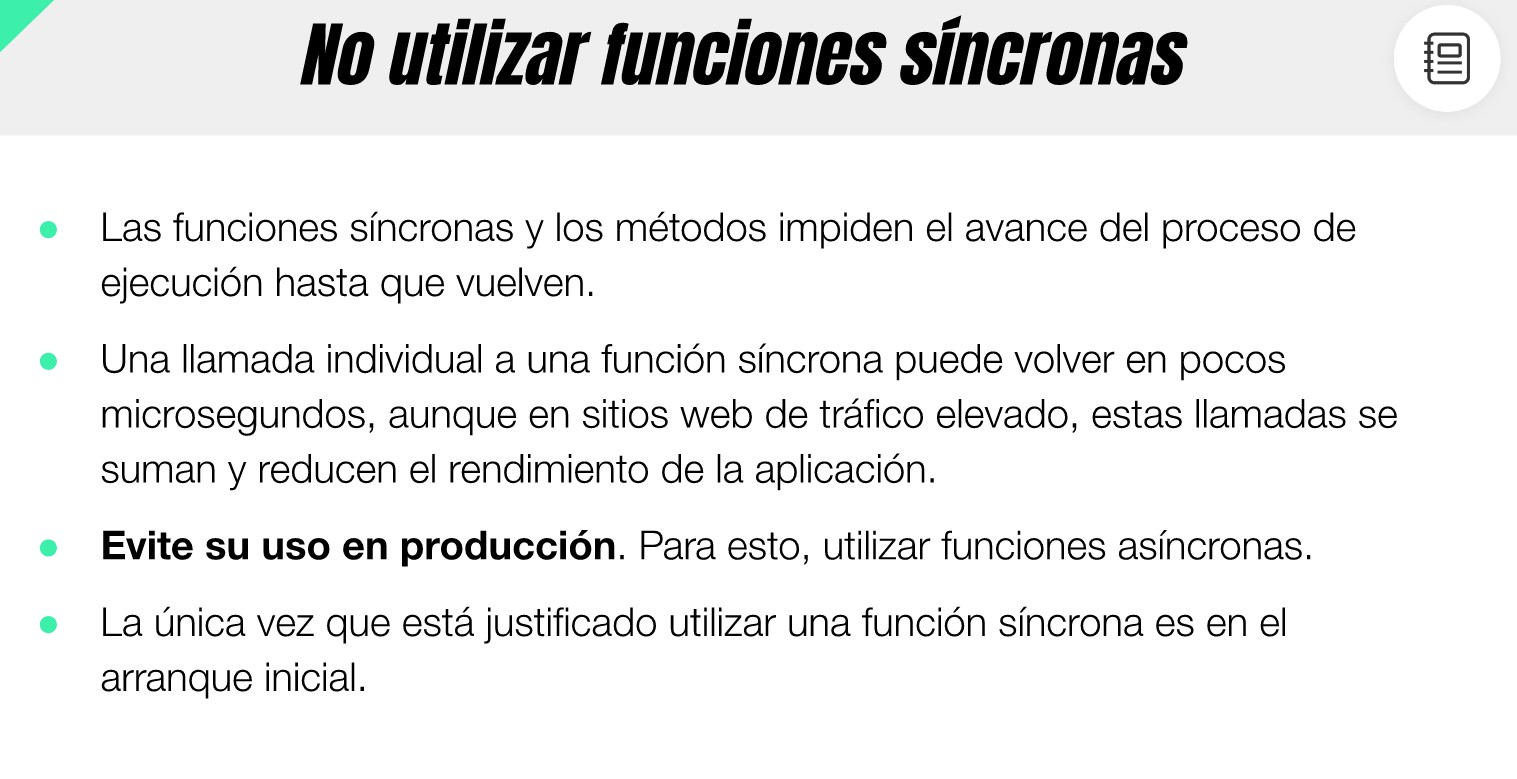 No utilizar funciones síncronas
Las funciones síncronas y los métodos impiden el avance del proceso de
ejecución hasta que vuelven.
Una llamada individual a una función síncrona puede volver en pocos
microsegundos, aunque en sitios web de tráfico elevado, estas llamadas se
suman y reducen el rendimiento de la aplicación.
Evite su uso en producción. Para esto, utilizar funciones asíncronas.
La única vez que está justificado utilizar una función síncrona es en el
arranque inicial.